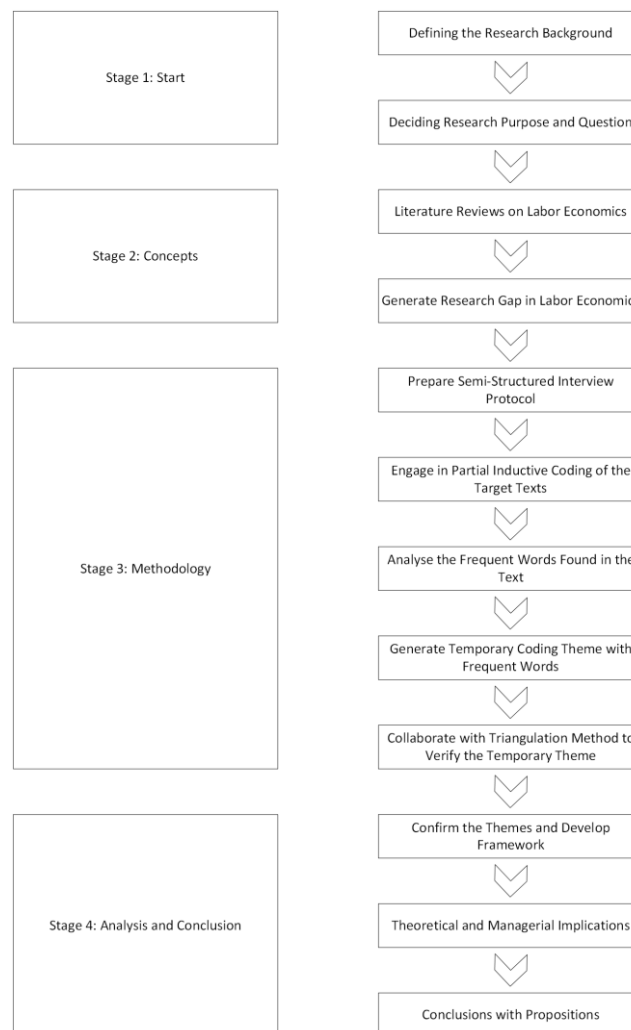 Stage 1: Start
Defining the Research Background
Deciding Research Purpose and Question
Stage 2: Concepts
Literature Reviews on Labor Economics
Generate Research Gap in Labor Economic
Stage 3: Methodology
Prepare Semi-Structured Interview
Protocol
Engage in Partial Inductive Coding of the
Target Texts
Analyse the Frequent Words Found in the
Text
Generate Temporary Coding Theme with
Frequent Words
Collaborate with Triangulation Method to
Verify the Temporary Theme
Stage 4: Analysis and Conclusion
Confirm the Themes and Develop
Framework
Theoretical and Managerial Implications
Conclusions with Propositions